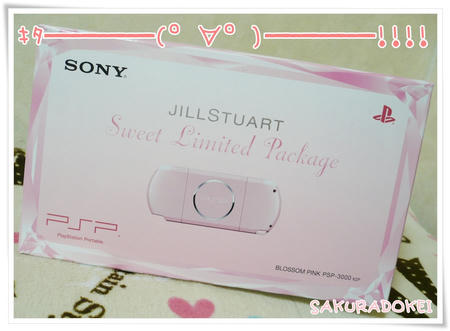 ｷﾀ━━━━━(ﾟ∀ﾟ)━━━━━!!!!
SONY
JILLSTUART
Sweet Limited Package
PSP
PlayStation Portable
BLOSSOM PINK PSP-3000
SAKURADOKEI